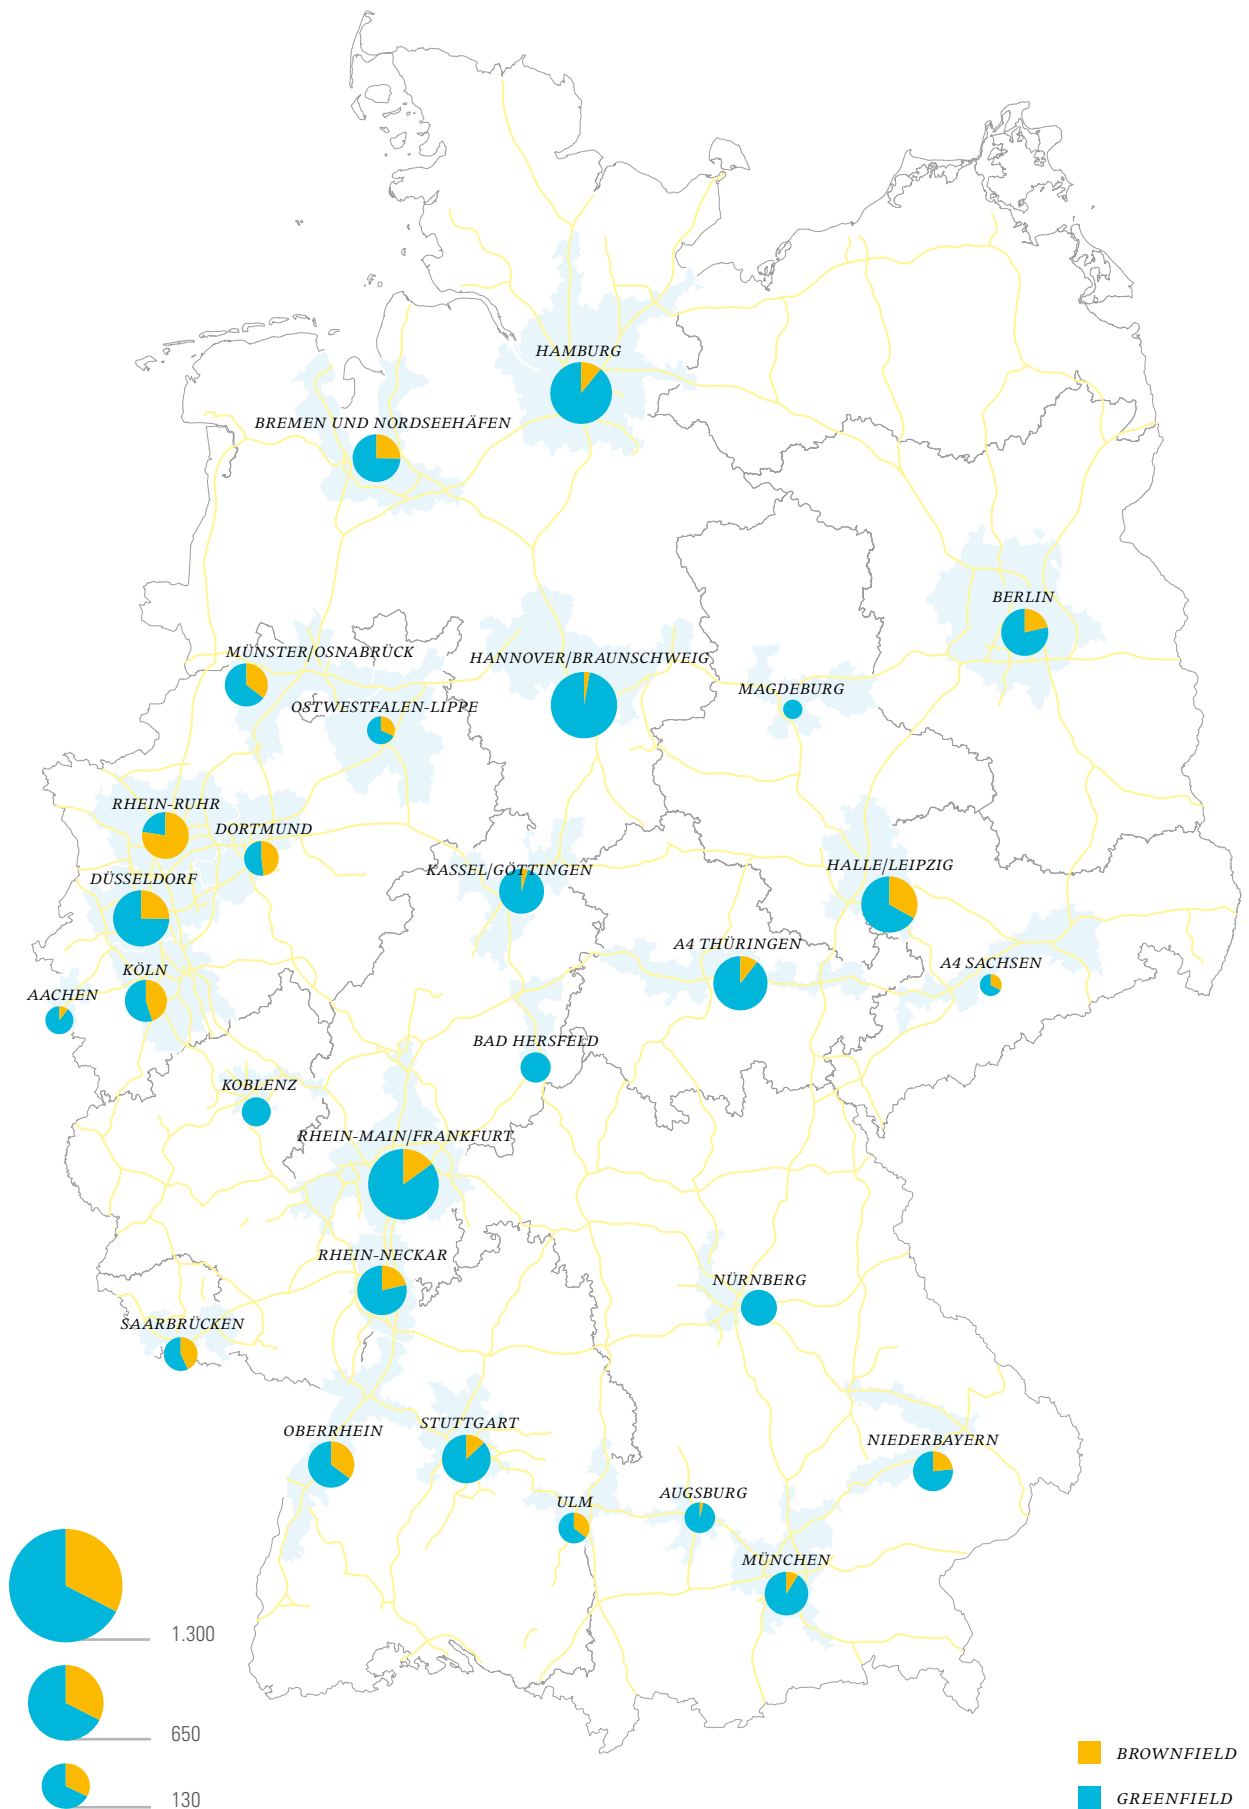 HAMBURG
BREMEN UND NORDSEEHÄFEN
BERLIN
MÜNSTER/OSNABRÜCK
HANNOVER/BRAUNSCHWEIG
MAGDEBURG
OSTWESTFALEN-LIPPE
RHEIN-RUHR
DORTMUND
KASSEL/GÖTTINGEN
HALLE/LEIPZIG
DÜSSELDORF
A4 THÜRINGEN
A4 SACHSEN
KÖLN
AACHEN
BAD HERSFELD
KOBLENZ
RHEIN-MAIN/FRANKFURT
RHEIN-NECKAR
NÜRNBERG
SAARBRÜCKEN
STUTTGART
OBERRHEIN
NIEDERBAYERN
AUGSBURG
ULM
MÜNCHEN
1.300
650
130
BROWNFIELD
GREENFIELD